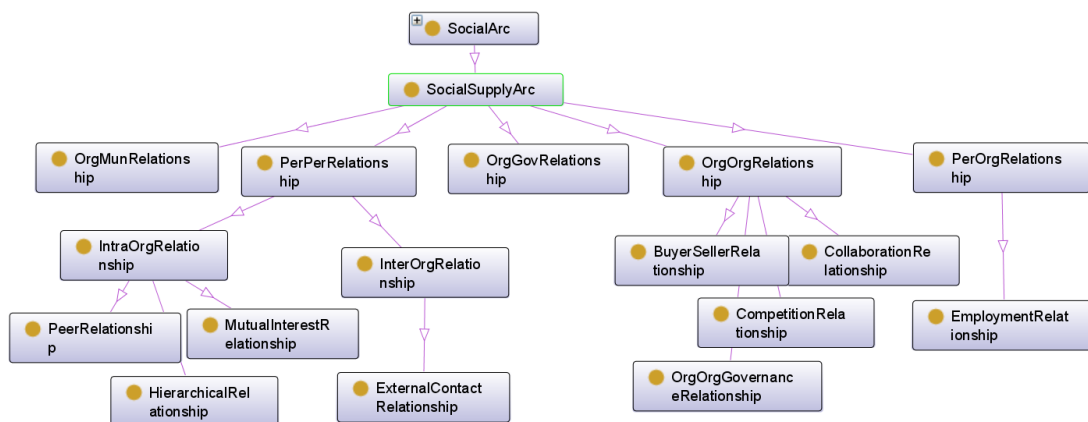 SocialArc
SocialSupplyArc
OrgMunRelations
hip
PerPerRelations
hip
OrgGovRelations
hip
OrgOrgRelations
hip
PerOrgRelations
hip
IntraOrgRelatio
nship
InterOrgRelatio
nship
BuyerSellerRela
tionship
CollaborationRe
lationship
PeerRelationshi
p
MutualInterestR
elationship
CompetitionRela
tionship
EmploymentRelat
ionship
HierarchicalRel
ationship
ExternalContact
Relationship
OrgOrgGovernanc
eRelationship